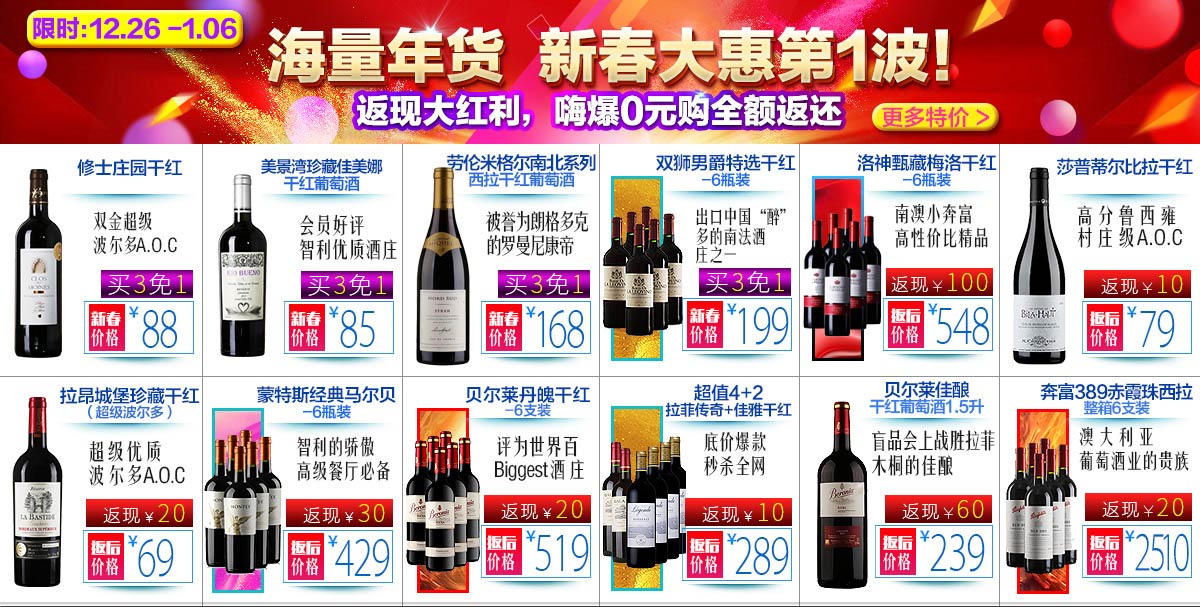 限时:12.26 -1.06
海量年货 新春大惠第1波!
返现大红利，嗨爆0元购全额返还
更多特价 >
修士庄园干红
双金超级
波尔多A.O.C
买3免1
新春价格
¥88
美景湾珍藏佳美娜
干红葡萄酒
会员好评
智利优质酒庄
买3免1
新春价格
¥85
劳伦米格尔南北系列
西拉干红葡萄酒
被誉为朗格多克
的罗曼尼康帝
买3免1
新春价格
¥168
双狮男爵特选干红
-6瓶装
出口中国“醉”
多的南法酒
庄之一
买3免1
新春价格
¥199
洛神甄藏梅洛干红
-6瓶装
南澳小奔富
高性价比精品
返现¥100
返后价格
¥548
莎普蒂尔比拉干红
高分鲁西雍
村庄级A.O.C
返现¥10
返后价格
¥79
拉昂城堡珍藏干红
（超级波尔多）
超级优质
波尔多A.O.C
返现¥20
返后价格
¥69
蒙特斯经典马尔贝
-6瓶装
智利的骄傲
高级餐厅必备
返现¥30
返后价格
¥429
贝尔莱丹魄干红
-6支装
评为世界百
Biggest酒庄
返现¥20
返后价格
¥519
超值4+2
拉菲传奇+佳雅干红
底价爆款
秒杀全网
返现¥10
返后价格
¥289
贝尔莱佳酿
干红葡萄酒1.5升
盲品会上战胜拉菲
木桐的佳酿
返现¥60
返后价格
¥239
奔富389赤霞珠西拉
整箱6支装
澳大利亚
葡萄酒业的贵族
返现¥20
返后价格
¥2510